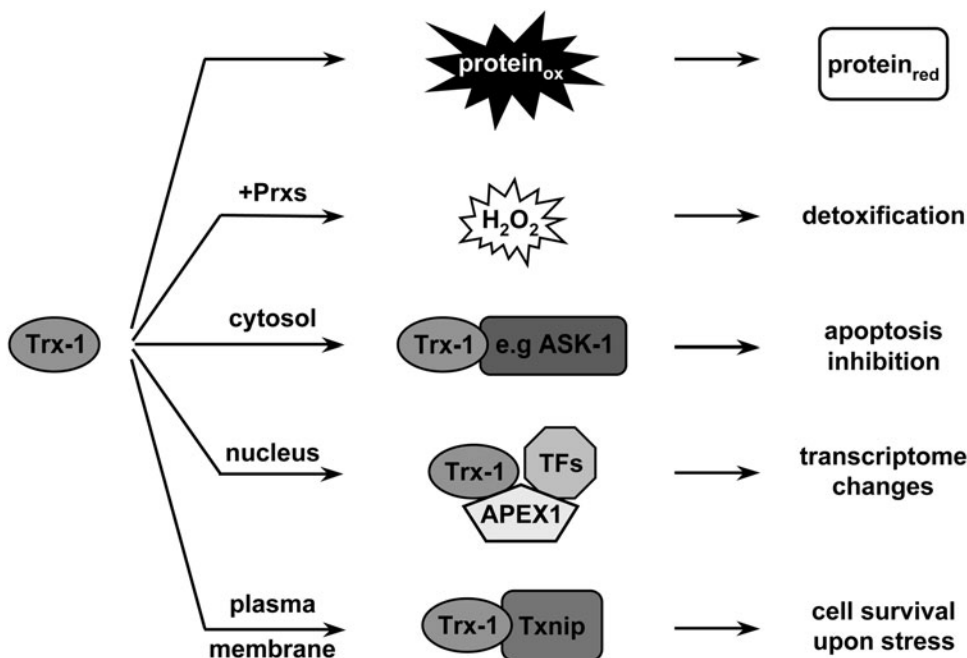 protein_ox
protein_red
+Prxs
H₂O₂
detoxification
Trx-1
cytosol
Trx-1
e.g ASK-1
apoptosis
inhibition
nucleus
Trx-1
TFs
APEX1
transcriptome
changes
plasma
membrane
Trx-1
Txnip
cell survival
upon stress